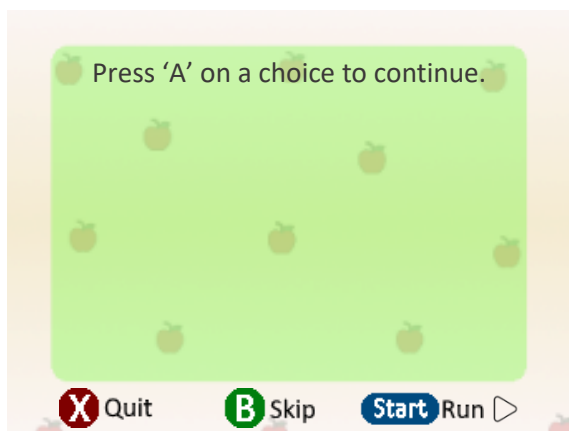 Press ‘A’ on a choice to continue.
X Quit B Skip Start Run